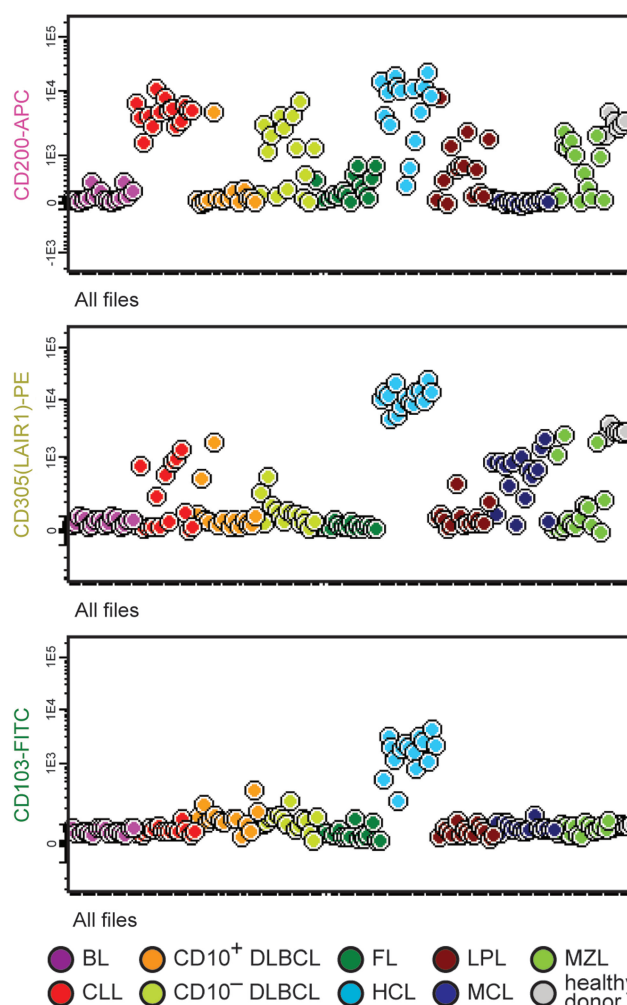 CD200-APC
1E5
1E4
1E3
0
-1E3
All files
CD305(LAIR1)-PE
1E5
1E4
1E3
0
All files
CD103-FITC
1E5
1E4
1E3
0
All files
BL CD10+ DLBCL FL LPL MZL
CLL CD10− DLBCL HCL MCL healthy
donor